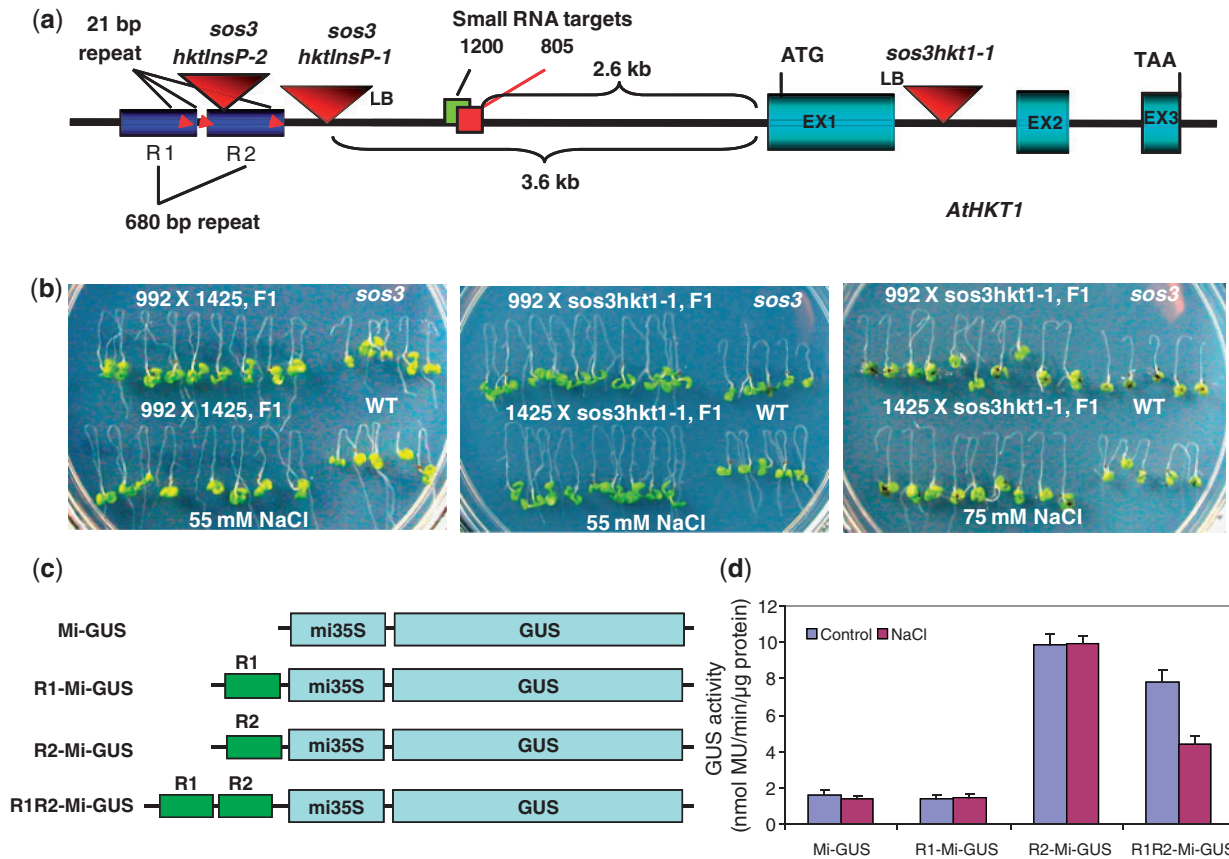 (a)
21 bp
repeat
sos3
hktInsP-2
sos3
hktInsP-1
LB
Small RNA targets
1200
805
2.6 kb
ATG
sos3hkt1-1
LB
TAA
EX1
EX2
EX3
R1
R2
680 bp repeat
3.6 kb
AtHKT1
(b)
992 X 1425, F1
sos3
992 X 1425, F1
WT
55 mM NaCl
992 X sos3hkt1-1, F1
sos3
1425 X sos3hkt1-1, F1
WT
55 mM NaCl
992 X sos3hkt1-1, F1
sos3
1425 X sos3hkt1-1, F1
WT
75 mM NaCl
(c)
Mi-GUS
mi35S
GUS
R1-Mi-GUS
R1
mi35S
GUS
R2-Mi-GUS
R2
mi35S
GUS
R1R2-Mi-GUS
R1
R2
mi35S
GUS
(d)
GUS activity
(nmol MU/min/µg protein)
12
10
8
6
4
2
0
Control
NaCl
Mi-GUS
R1-Mi-GUS
R2-Mi-GUS
R1R2-Mi-GUS